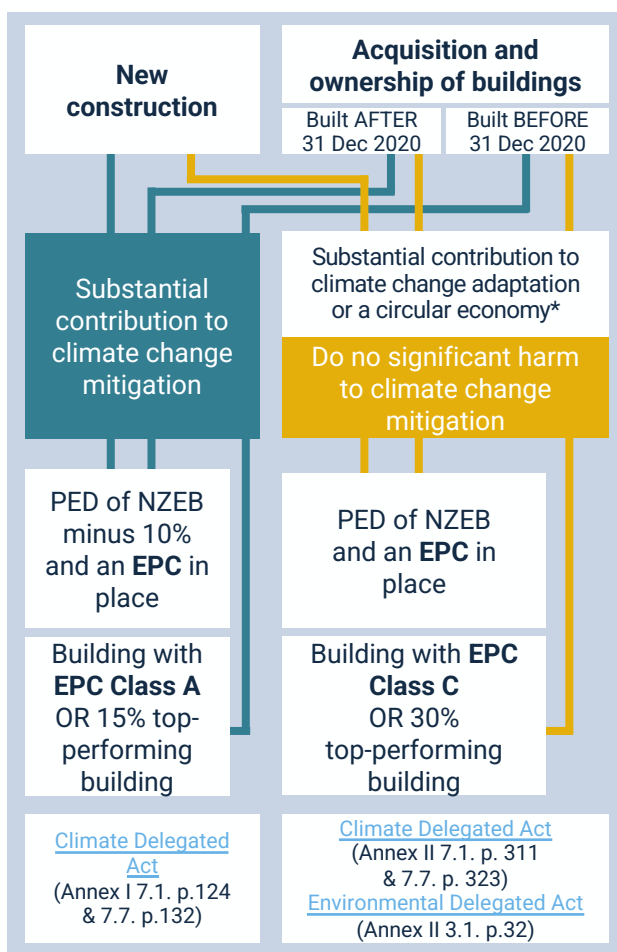 New
construction
Acquisition and
ownership of buildings
Built AFTER
31 Dec 2020
Built BEFORE
31 Dec 2020
Substantial
contribution to
climate change
mitigation
Substantial contribution to
climate change adaptation
or a circular economy*
Do no significant harm
to climate change
mitigation
PED of NZEB
minus 10%
and an EPC in
place
PED of NZEB
and an EPC in
place
Building with
EPC Class A
OR 15% top-
performing
building
Building with EPC
Class C
OR 30%
top-performing
building
Climate Delegated
Act
(Annex I 7.1. p.124
& 7.7. p.132)
Climate Delegated Act
(Annex II 7.1. p. 311
& 7.7. p. 323)
Environmental Delegated Act
(Annex II 3.1. p.32)